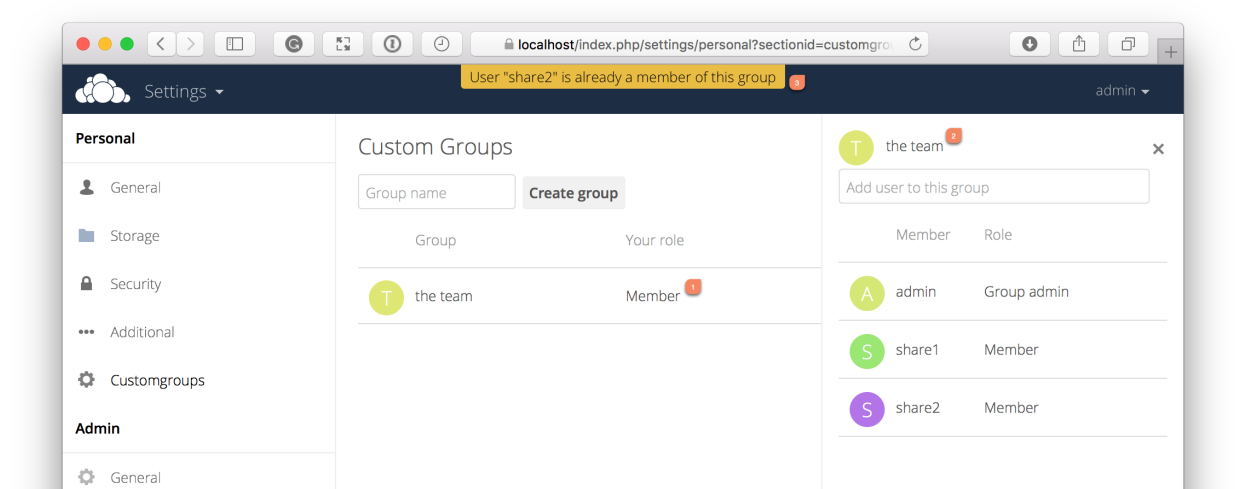 localhost/index.php/settings/personal?sectionid=customgro
Settings
User "share2" is already a member of this group
3
admin
Personal
General
Storage
Security
Additional
Customgroups
Admin
General
Custom Groups
Group name
Create group
Group Your role
T the team Member 1
T the team 2
Add user to this group
Member Role
A admin Group admin
S share1 Member
S share2 Member